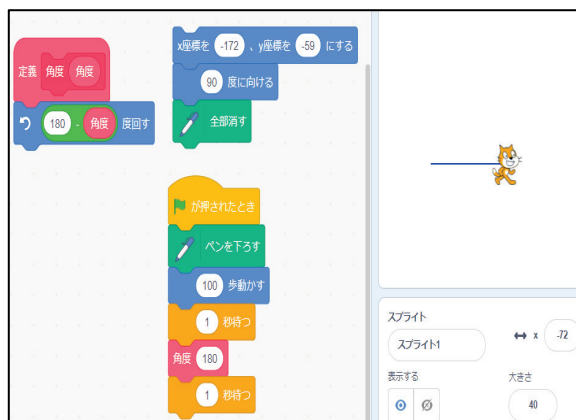 定義 角度 角度
180 - 角度 度回す
x座標を -172 、y座標を -59 にする
90 度に向ける
全部消す
が押されたとき
ペンを下ろす
100 歩動かす
1 秒待つ
角度 180
1 秒待つ
スプライト
スプライト1
x -72
表示する
大きさ
40